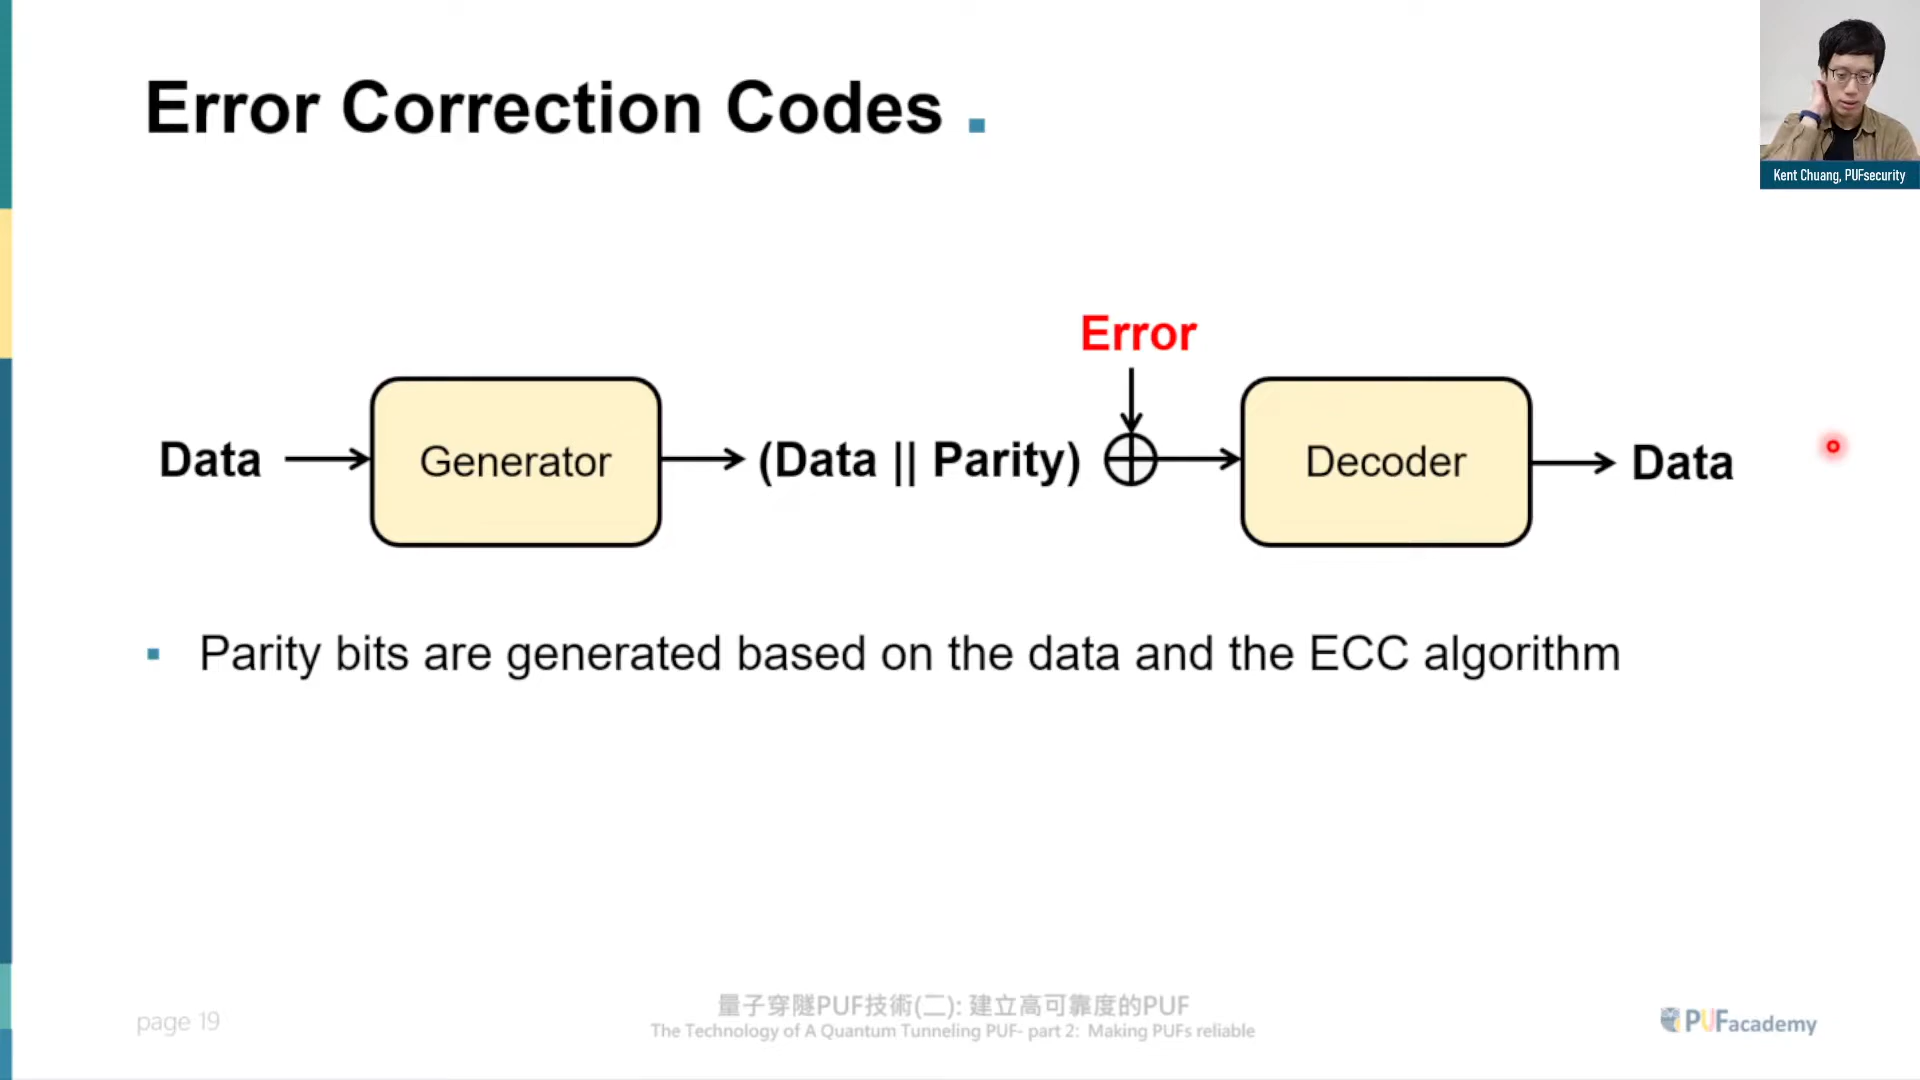 Error Correction Codes .
Kent Chuang, PUFsecurity
Error
Data
Generator
(Data || Parity)
Decoder
Data
Parity bits are generated based on the data and the ECC algorithm
page 19
量子穿隧PUF技術(二): 建立高可靠度的PUF
The Technology of A Quantum Tunneling PUF- part 2: Making PUFs reliable
PUFacademy